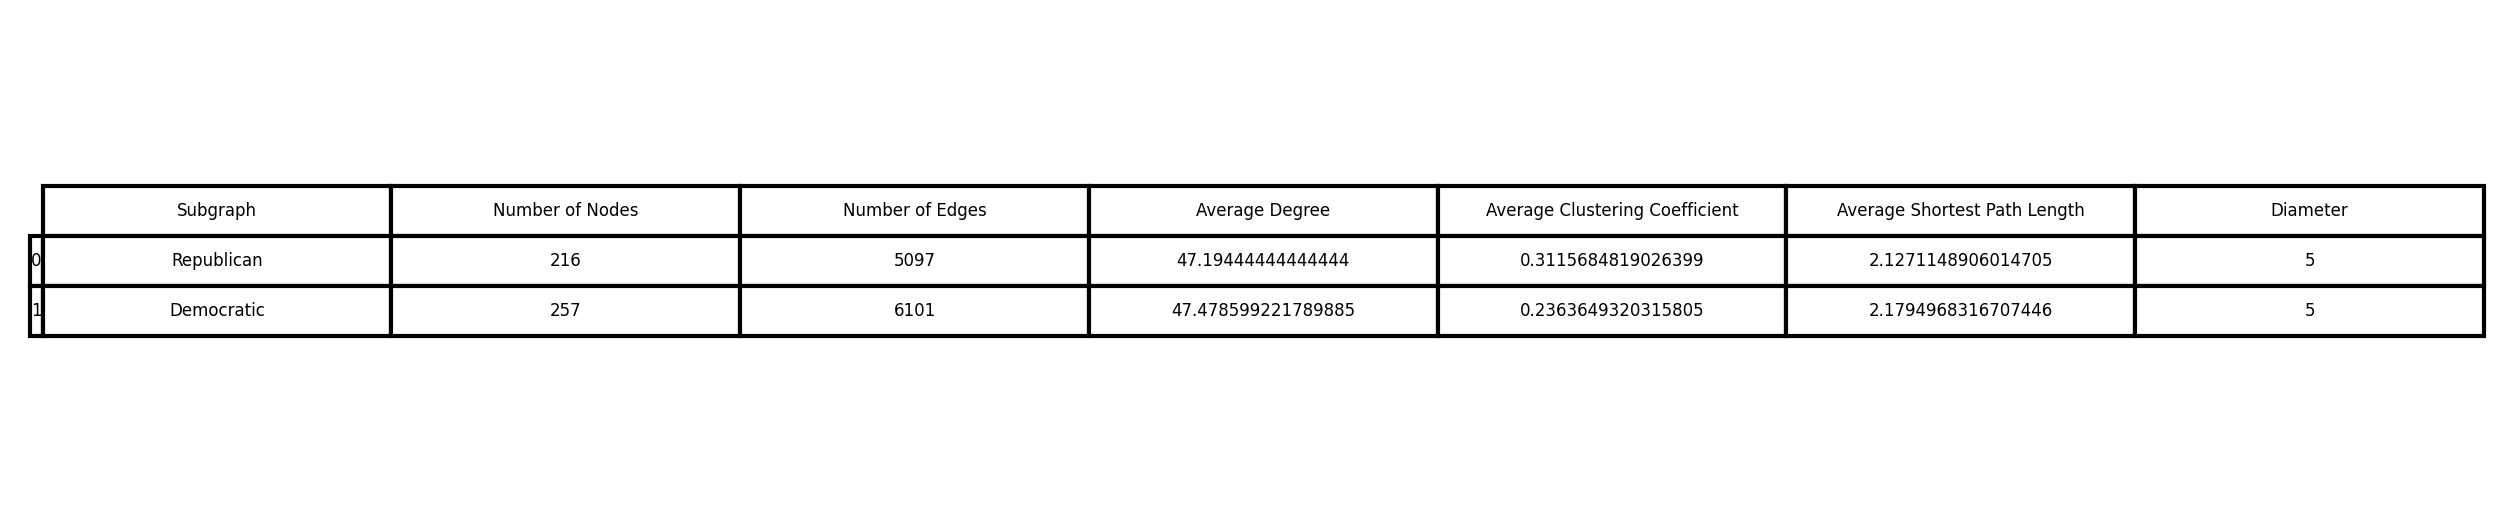 Subgraph Number of Nodes Number of Edges Average Degree Average Clustering Coefficient Average Shortest Path Length Diameter
0 Republican 216 5097 47.19444444444444 0.3115684819026399 2.1271148906014705 5
1 Democratic 257 6101 47.478599221789885 0.2363649320315805 2.1794968316707446 5